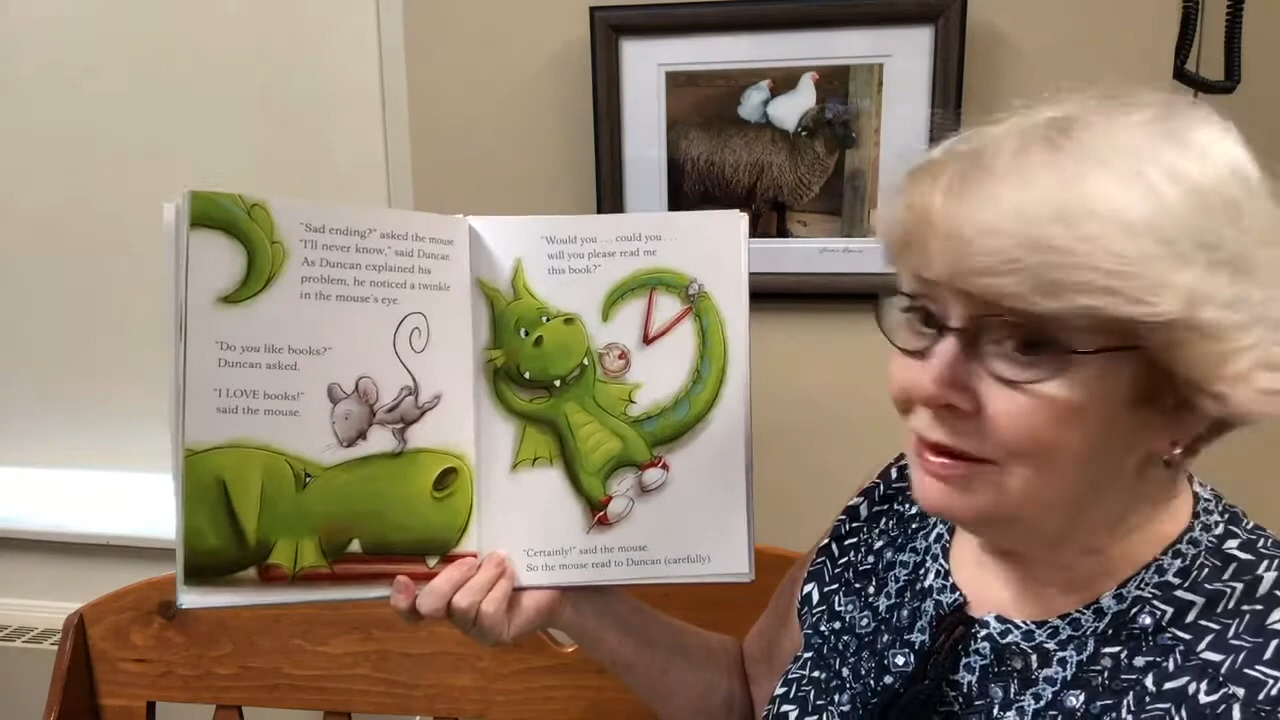 "Sad ending?" asked the mouse.
"I'll never know," said Duncan.
As Duncan explained his
problem, he noticed a twinkle
in the mouse's eye.
"Do you like books?"
Duncan asked.
"I LOVE books!"
said the mouse.
"Would you . . . could you . . .
will you please read me
this book?"
"Certainly!" said the mouse.
So the mouse read to Duncan (carefully).